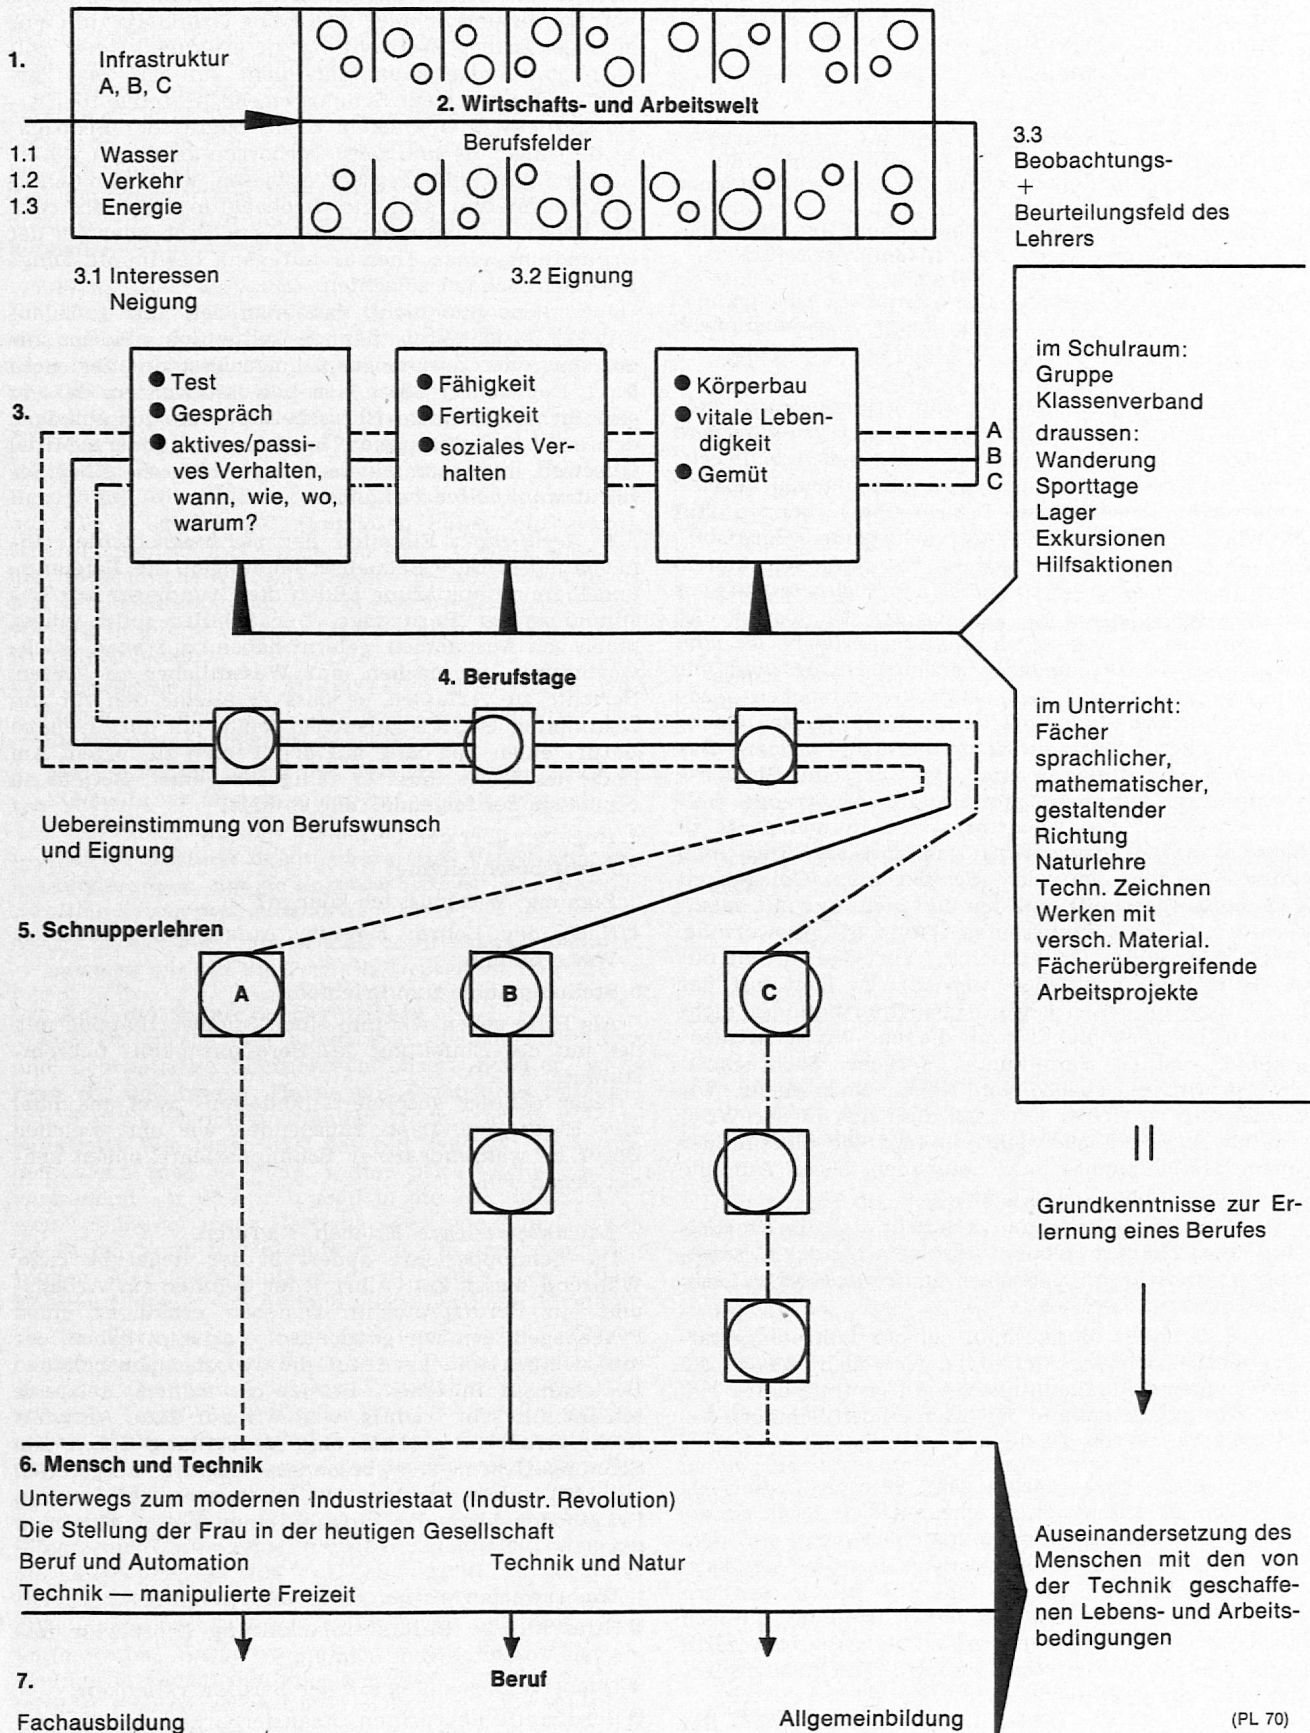 1. Infrastruktur
A, B, C
2. Wirtschafts- und Arbeitswelt
Berufsfelder
1.1 Wasser
1.2 Verkehr
1.3 Energie
3.3
Beobachtungs-
+
Beurteilungsfeld des
Lehrers
3.1 Interessen
Neigung
3.2 Eignung
3.
● Test
● Gespräch
● aktives/passi-
ves Verhalten,
wann, wie, wo,
warum?
● Fähigkeit
● Fertigkeit
● soziales Ver-
halten
● Körperbau
● vitale Leben-
digkeit
● Gemüt
A
B
C
im Schulraum:
Gruppe
Klassenverband
draussen:
Wanderung
Sporttage
Lager
Exkursionen
Hilfsaktionen
4. Berufstage
im Unterricht:
Fächer
sprachlicher,
mathematischer,
gestaltender
Richtung
Naturlehre
Techn. Zeichnen
Werken mit
versch. Material.
Fächerübergreifende
Arbeitsprojekte
Uebereinstimmung von Berufswunsch
und Eignung
5. Schnupperlehren
A
B
C
Grundkenntnisse zur Er-
lernung eines Berufes
6. Mensch und Technik
Unterwegs zum modernen Industriestaat (Industr. Revolution)
Die Stellung der Frau in der heutigen Gesellschaft
Beruf und Automation Technik und Natur
Technik — manipulierte Freizeit
Auseinandersetzung des
Menschen mit den von
der Technik geschaffe-
nen Lebens- und Arbeits-
bedingungen
7. Beruf
Fachausbildung Allgemeinbildung (PL 70)